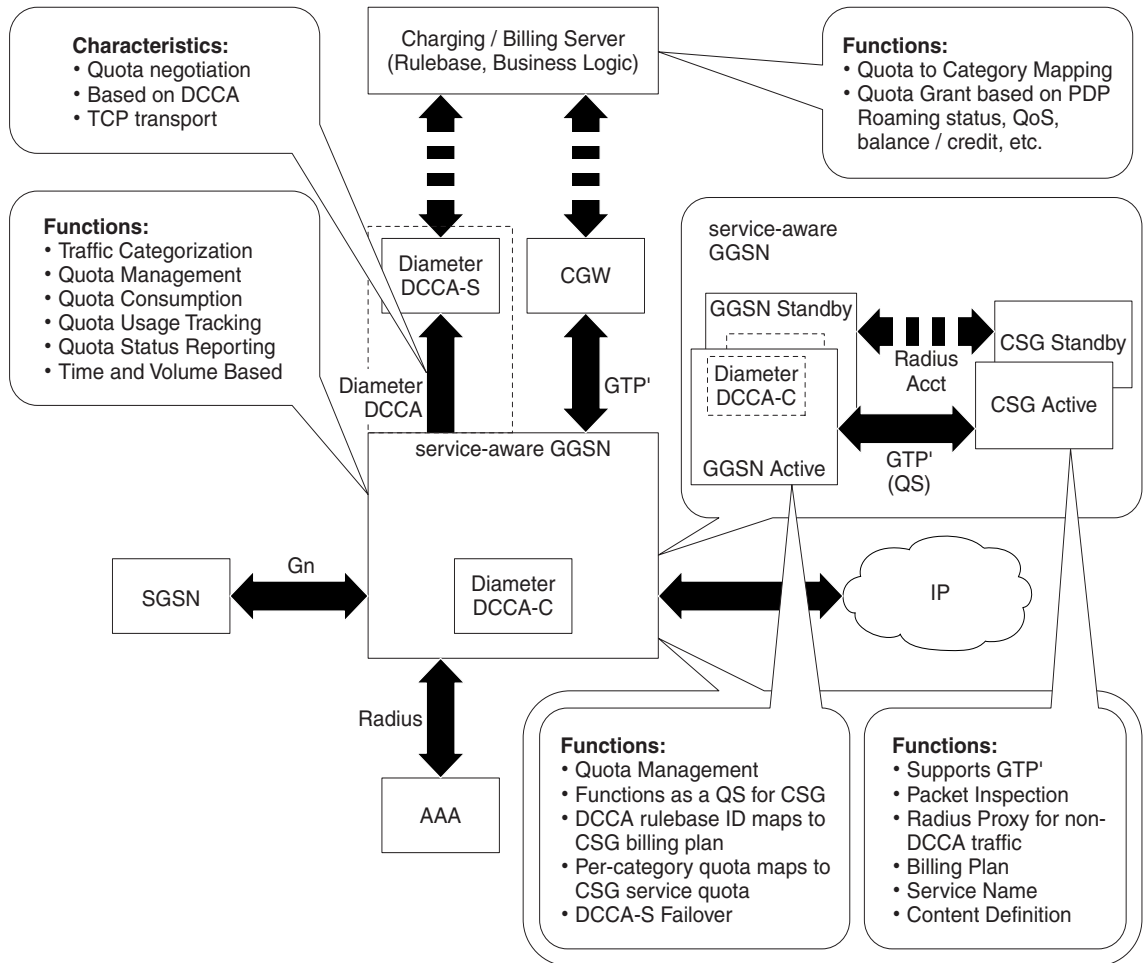 Characteristics:
• Quota negotiation
• Based on DCCA
• TCP transport
Charging / Billing Server
(Rulebase, Business Logic)
Functions:
• Quota to Category Mapping
• Quota Grant based on PDP
Roaming status, QoS,
balance / credit, etc.
Functions:
• Traffic Categorization
• Quota Management
• Quota Consumption
• Quota Usage Tracking
• Quota Status Reporting
• Time and Volume Based
Diameter
DCCA-S
CGW
Diameter
DCCA
GTP'
service-aware
GGSN
GGSN Standby
Diameter
DCCA-C
GGSN Active
Radius
Acct
CSG Standby
CSG Active
GTP'
(QS)
service-aware GGSN
SGSN
Gn
Diameter
DCCA-C
IP
Radius
AAA
Functions:
• Quota Management
• Functions as a QS for CSG
• DCCA rulebase ID maps to
CSG billing plan
• Per-category quota maps to
CSG service quota
• DCCA-S Failover
Functions:
• Supports GTP'
• Packet Inspection
• Radius Proxy for non-
DCCA traffic
• Billing Plan
• Service Name
• Content Definition